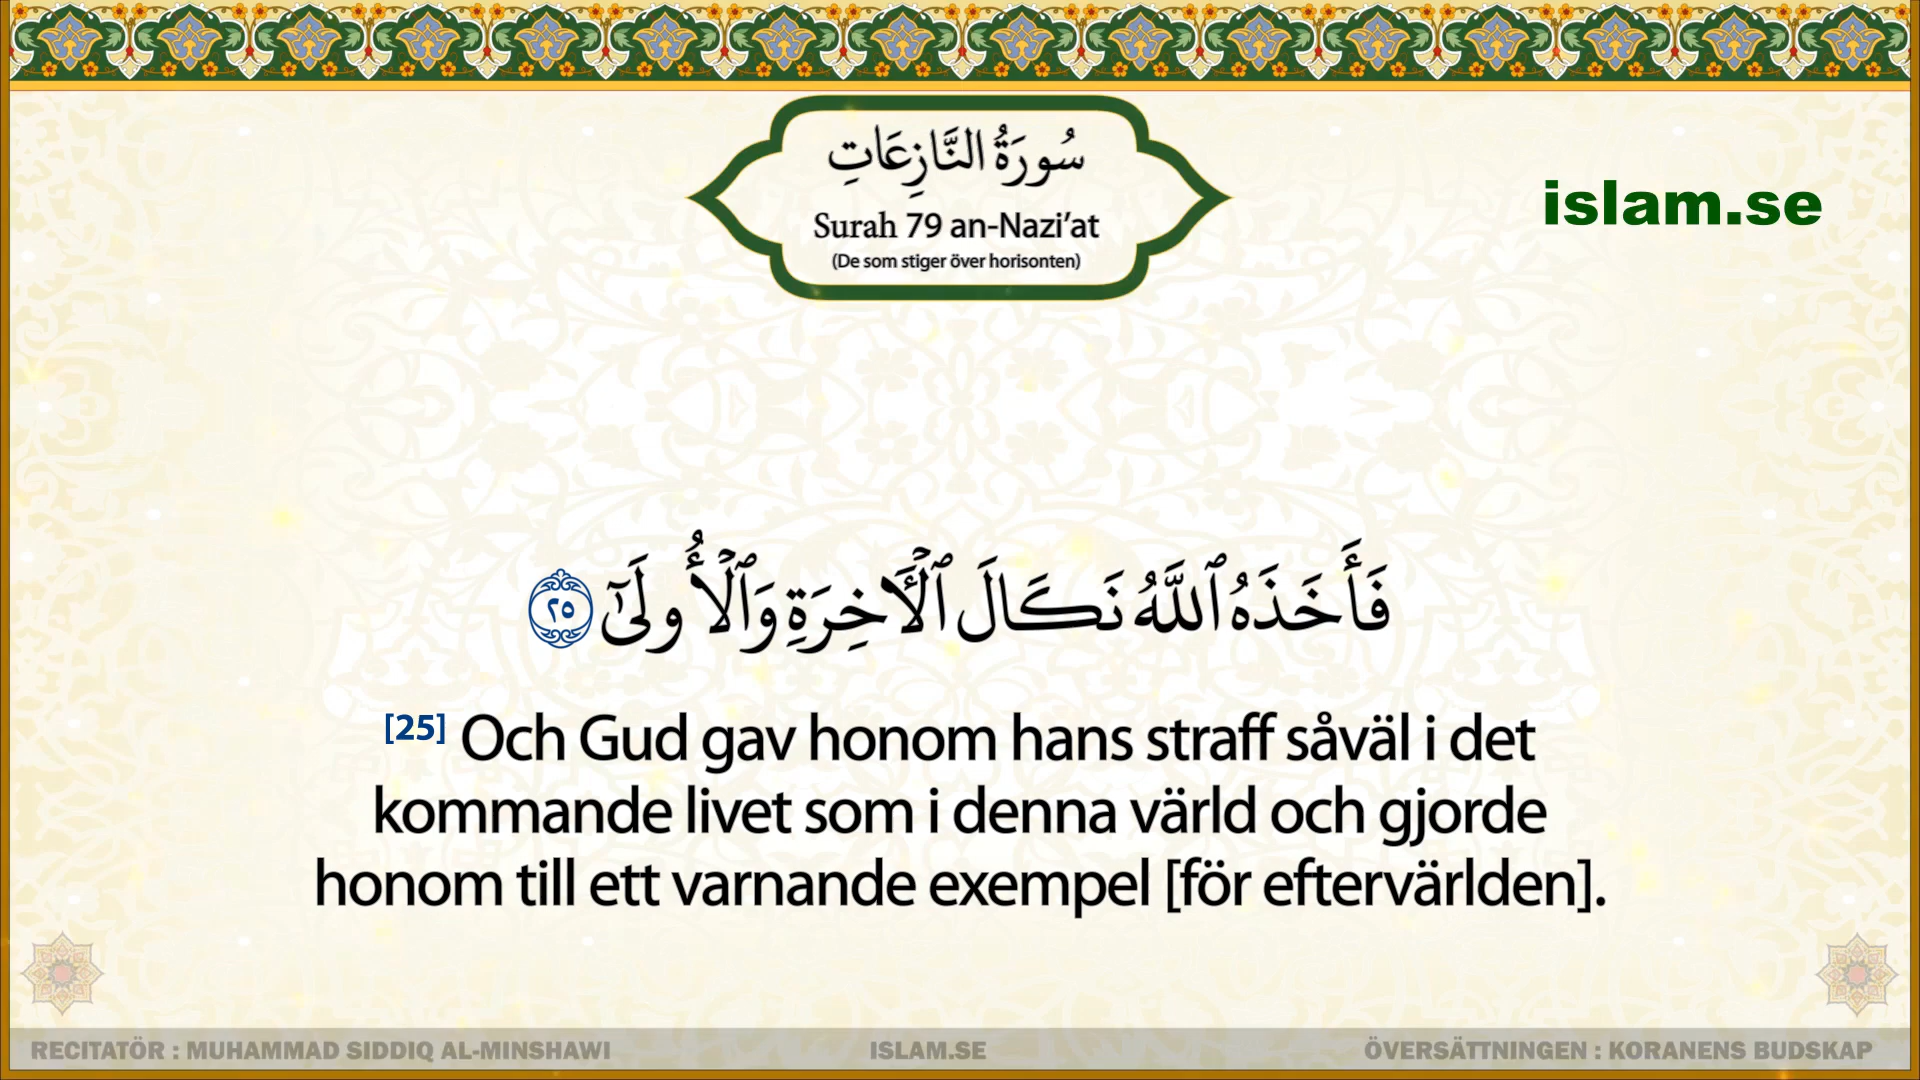 سُورَةُ النَّازِعَاتِ
Surah 79 an-Nazi’at
(De som stiger över horisonten)
islam.se
فَأَخَذَهُ ٱللَّهُ نَكَالَ ٱلْـَٔاخِرَةِ وَٱلْأُولَىٰٓ ٢٥
[25] Och Gud gav honom hans straff såväl i det
kommande livet som i denna värld och gjorde
honom till ett varnande exempel [för eftervärlden].
RECITATÖR : MUHAMMAD SIDDIQ AL-MINSHAWI
ISLAM.SE
ÖVERSÄTTNINGEN : KORANENS BUDSKAP